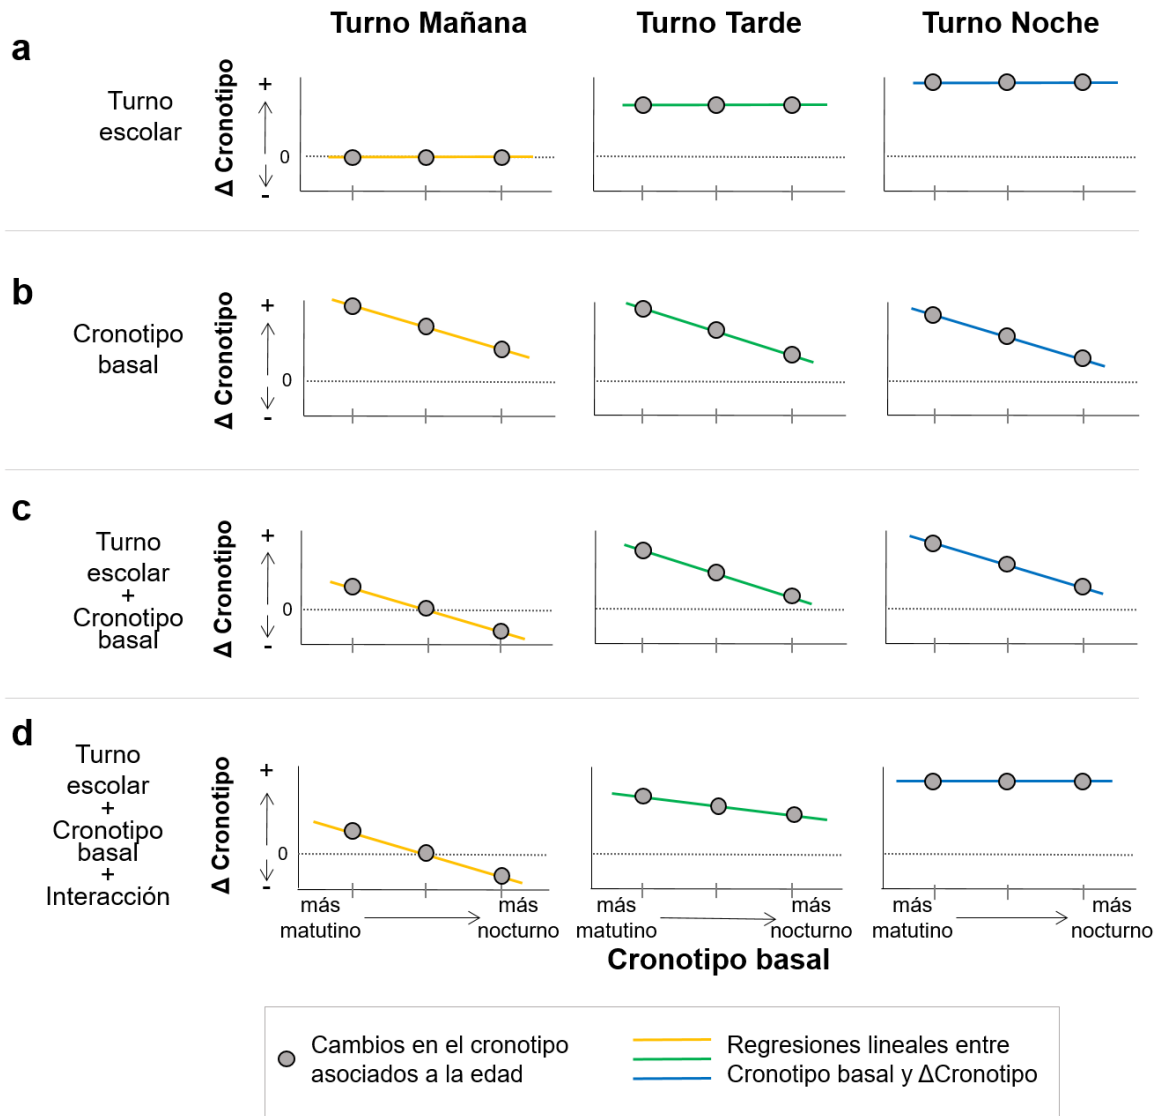 Turno Mañana
Turno Tarde
Turno Noche
a
Turno
escolar
Δ Cronotipo
+
0
-
b
Cronotipo
basal
Δ Cronotipo
+
0
-
c
Turno
escolar
+
Cronotipo
basal
Δ Cronotipo
+
0
-
d
Turno
escolar
+
Cronotipo
basal
+
Interacción
Δ Cronotipo
+
0
-
más
matutino
más
nocturno
más
matutino
más
nocturno
más
matutino
más
nocturno
Cronotipo basal
Cambios en el cronotipo
asociados a la edad
Regresiones lineales entre
Cronotipo basal y ΔCronotipo